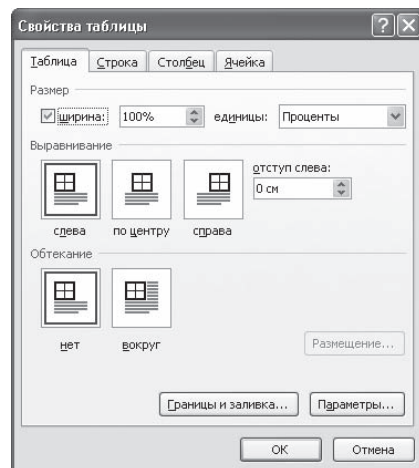 Свойства таблицы
Таблица Строка Столбец Ячейка
Размер
ширина: 100% единицы: Проценты
Выравнивание
отступ слева:
0 см
слева по центру справа
Обтекание
нет вокруг
Размещение...
Границы и заливка... Параметры...
ОК Отмена